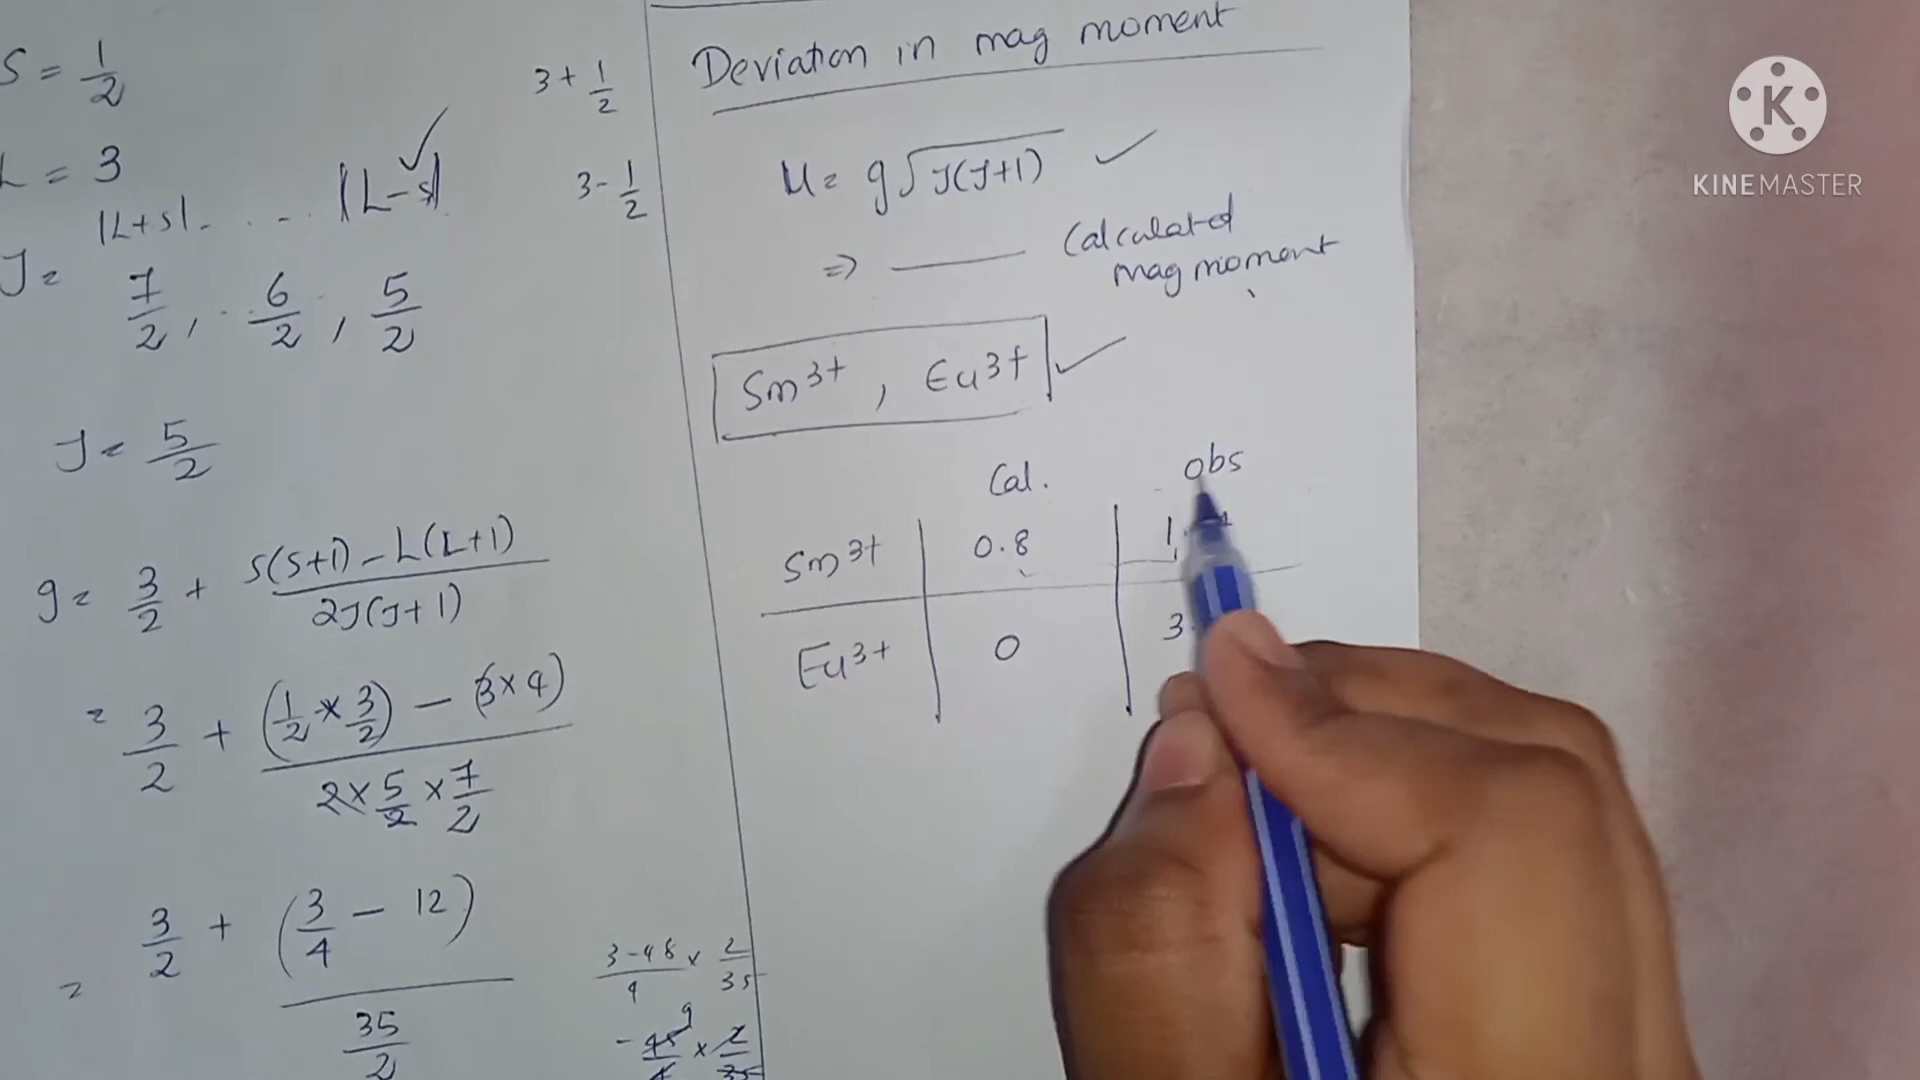 S = 1/2
L = 3
|L+S|. . . . |L-S|
3 + 1/2
3 - 1/2
J = 7/2, 6/2, 5/2
J = 5/2
g = 3/2 + S(S+1) - L(L+1) / 2J(J+1)
= 3/2 + (1/2 × 3/2) - (3×4) / 2 × 5/2 × 7/2
= 3/2 + (3/4 - 12) / 35/2
3-48/4 × 2/35
Deviation in mag moment
μ = g√J(J+1)
⇒ ___ Calculated
mag moment
Sm3+, Eu3+
Cal. obs
Sm3+ 0.8
Eu3+ 0
K
KINEMASTER